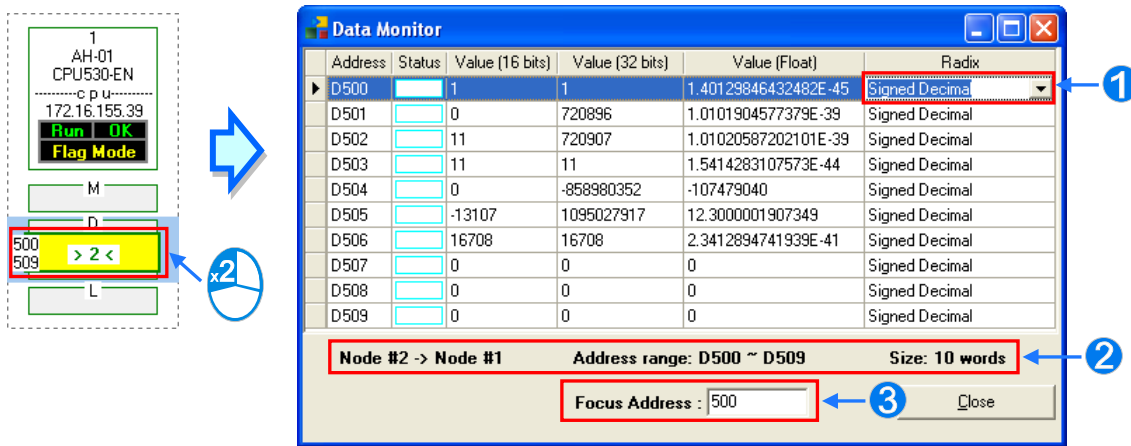 1
AH-01
CPU530-EN
---------c p u---------
172.16.155.39
Run OK
Flag Mode
M
D
500
509
> 2 <
L
x2
Data Monitor
Address Status Value (16 bits) Value (32 bits) Value (Float) Radix
D500 1 1 1.40129846432482E-45 Signed Decimal
D501 0 720896 1.0101904577379E-39 Signed Decimal
D502 11 720907 1.01020587202101E-39 Signed Decimal
D503 11 11 1.5414283107573E-44 Signed Decimal
D504 0 -858980352 -107479040 Signed Decimal
D505 -13107 1095027917 12.3000001907349 Signed Decimal
D506 16708 16708 2.3412894741939E-41 Signed Decimal
D507 0 0 0 Signed Decimal
D508 0 0 0 Signed Decimal
D509 0 0 0 Signed Decimal
1
Node #2 -> Node #1 Address range: D500 ~ D509 Size: 10 words
2
Focus Address : 500
3
Close